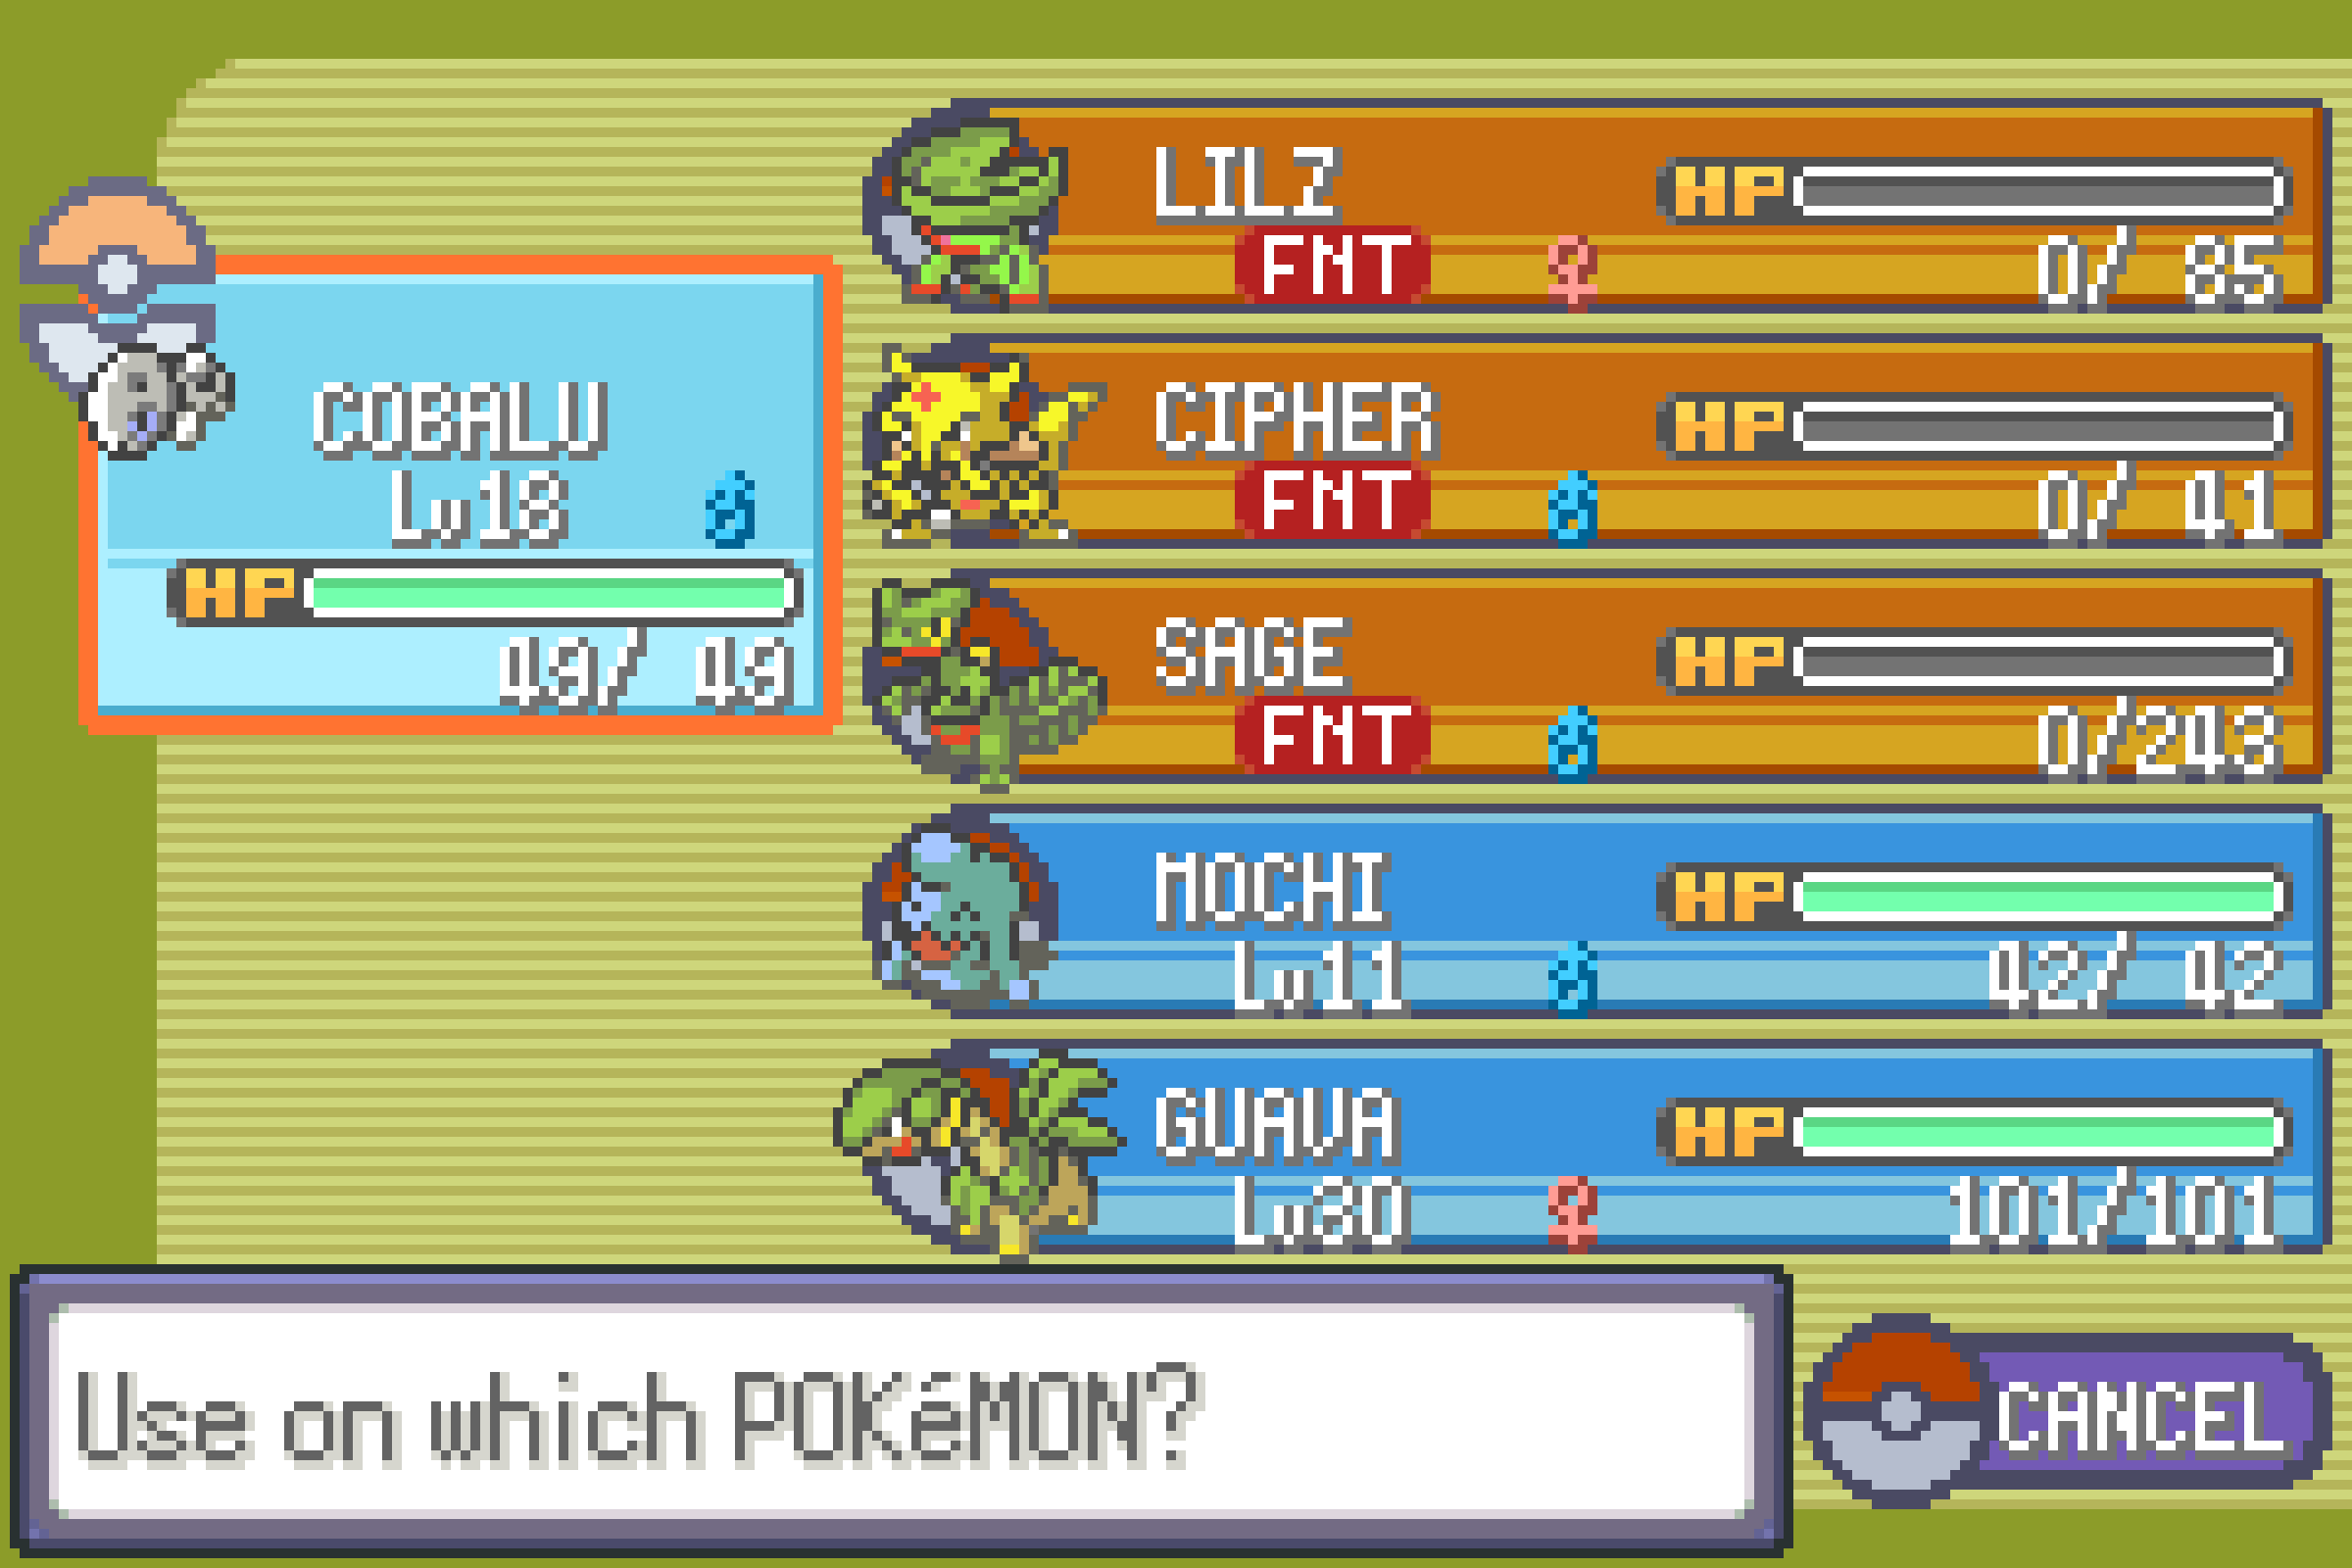 COBALU
Lv18 ♂
HP
49/ 49
LILZ
HP
FNT ♀
0/ 85
CIPHER
HP
FNT ♂
0/ 41
SAGE
HP
FNT ♂
0/243
MOCHI
HP
Lv11 ♂
42/ 42
GUAVA
HP
Lv30 ♀
101/101
Use on which POKéMON?
CANCEL